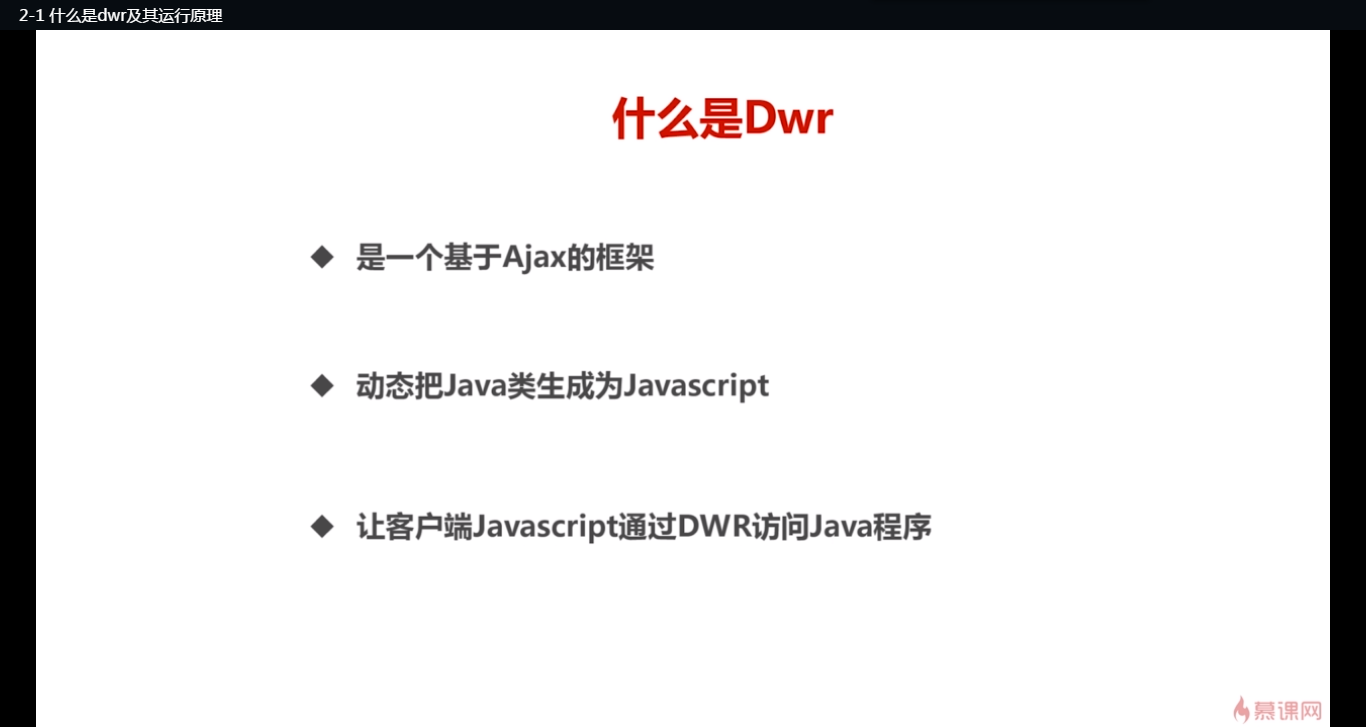 2-1 什么是dwr及其运行原理
什么是Dwr
◆ 是一个基于Ajax的框架
◆ 动态把Java类生成为Javascript
◆ 让客户端Javascript通过DWR访问Java程序
慕课网